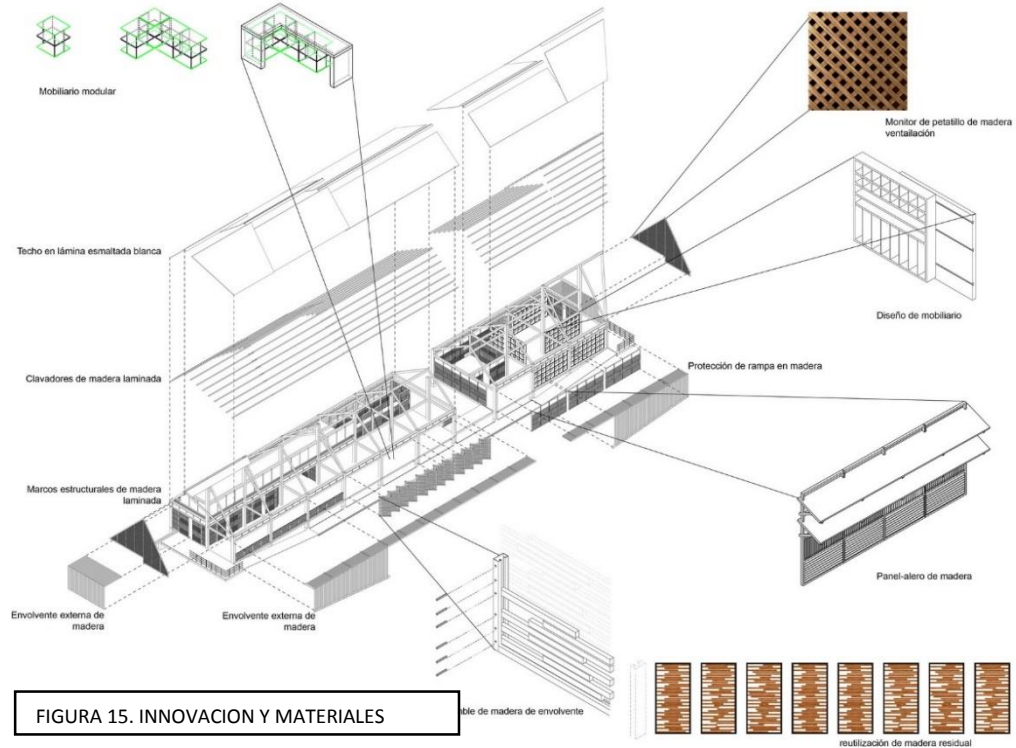 Mobiliario modular
Monitor de petatillo de madera
ventailación
Techo en lámina esmaltada blanca
Diseño de mobiliario
Clavadores de madera laminada
Protección de rampa en madera
Marcos estructurales de madera
laminada
Panel-alero de madera
Envolvente externa de
madera
Envolvente externa de
madera
FIGURA 15. INNOVACION Y MATERIALES
de madera de envolvente
reutilización de madera residual